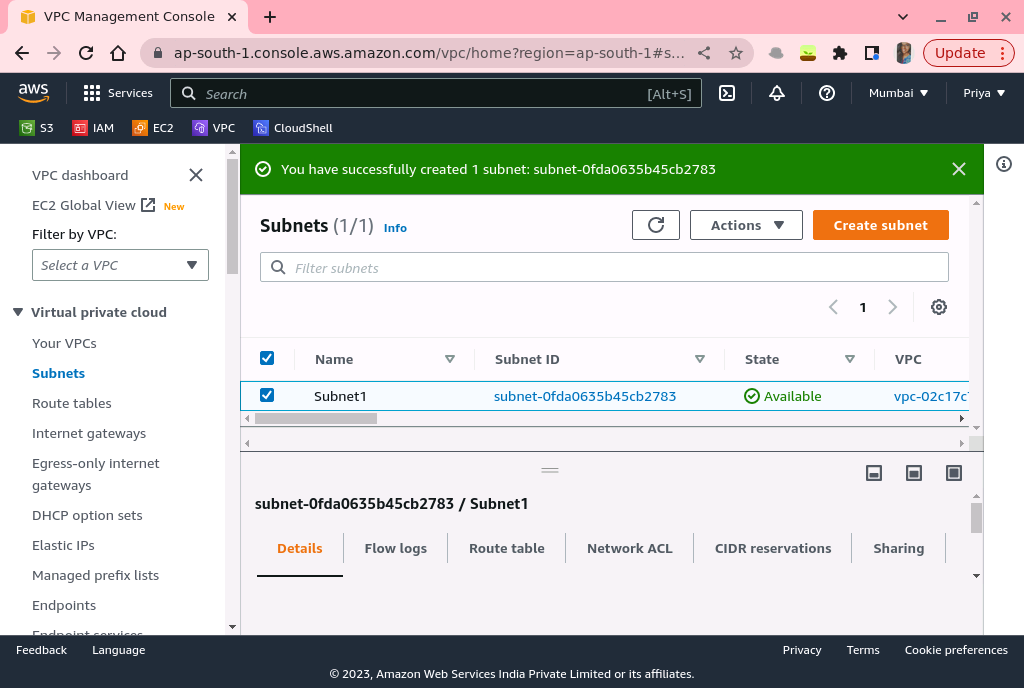 VPC Management Console
ap-south-1.console.aws.amazon.com/vpc/home?region=ap-south-1#s...
Update
aws
Services
Search
[Alt+S]
Mumbai
Priya
S3
IAM
EC2
VPC
CloudShell
VPC dashboard
EC2 Global View
New
Filter by VPC:
Select a VPC
Virtual private cloud
Your VPCs
Subnets
Route tables
Internet gateways
Egress-only internet
gateways
DHCP option sets
Elastic IPs
Managed prefix lists
Endpoints
Endpoint services
You have successfully created 1 subnet: subnet-0fda0635b45cb2783
Subnets (1/1) Info
Actions
Create subnet
Filter subnets
1
Name
Subnet ID
State
VPC
Subnet1
subnet-0fda0635b45cb2783
Available
vpc-02c17c
subnet-0fda0635b45cb2783 / Subnet1
Details
Flow logs
Route table
Network ACL
CIDR reservations
Sharing
Feedback
Language
Privacy
Terms
Cookie preferences
© 2023, Amazon Web Services India Private Limited or its affiliates.